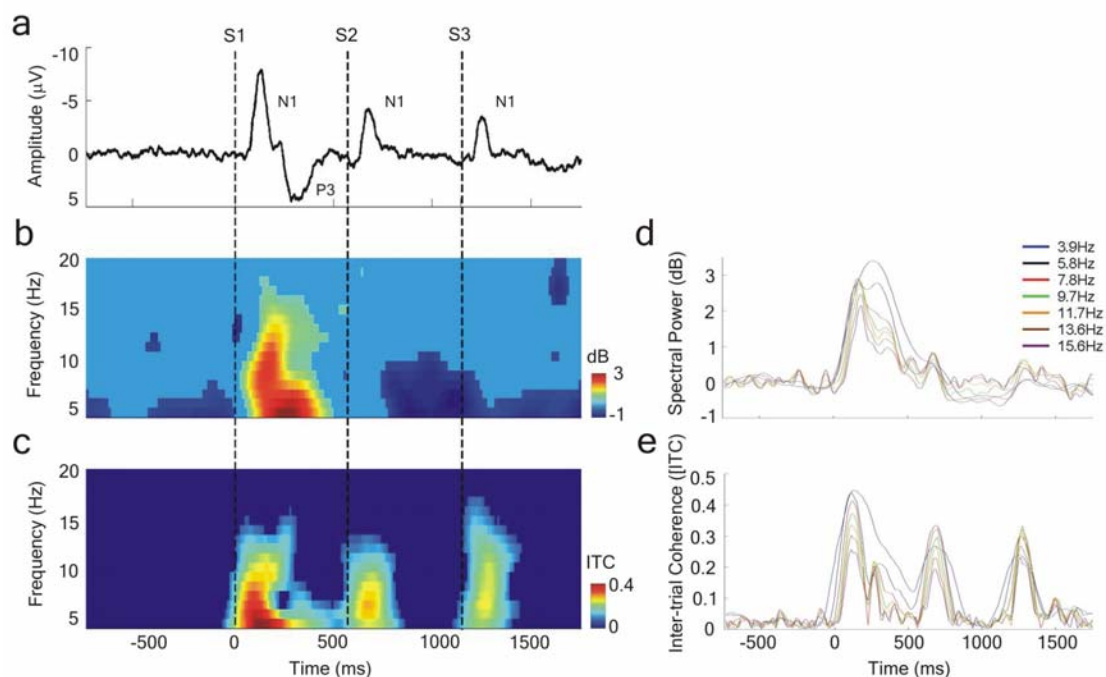 a
S1
S2
S3
-10
-5
0
5
Amplitude (μV)
N1
N1
N1
P3
b
20
15
10
5
Frequency (Hz)
dB
3
-1
c
20
15
10
5
Frequency (Hz)
ITC
0.4
0
-500
0
500
1000
1500
Time (ms)
d
3
2
1
0
-1
Spectral Power (dB)
3.9Hz
5.8Hz
7.8Hz
9.7Hz
11.7Hz
13.6Hz
15.6Hz
e
0.5
0.4
0.3
0.2
0.1
0
Inter-trial Coherence ([ITC)
-500
0
500
1000
1500
Time (ms)